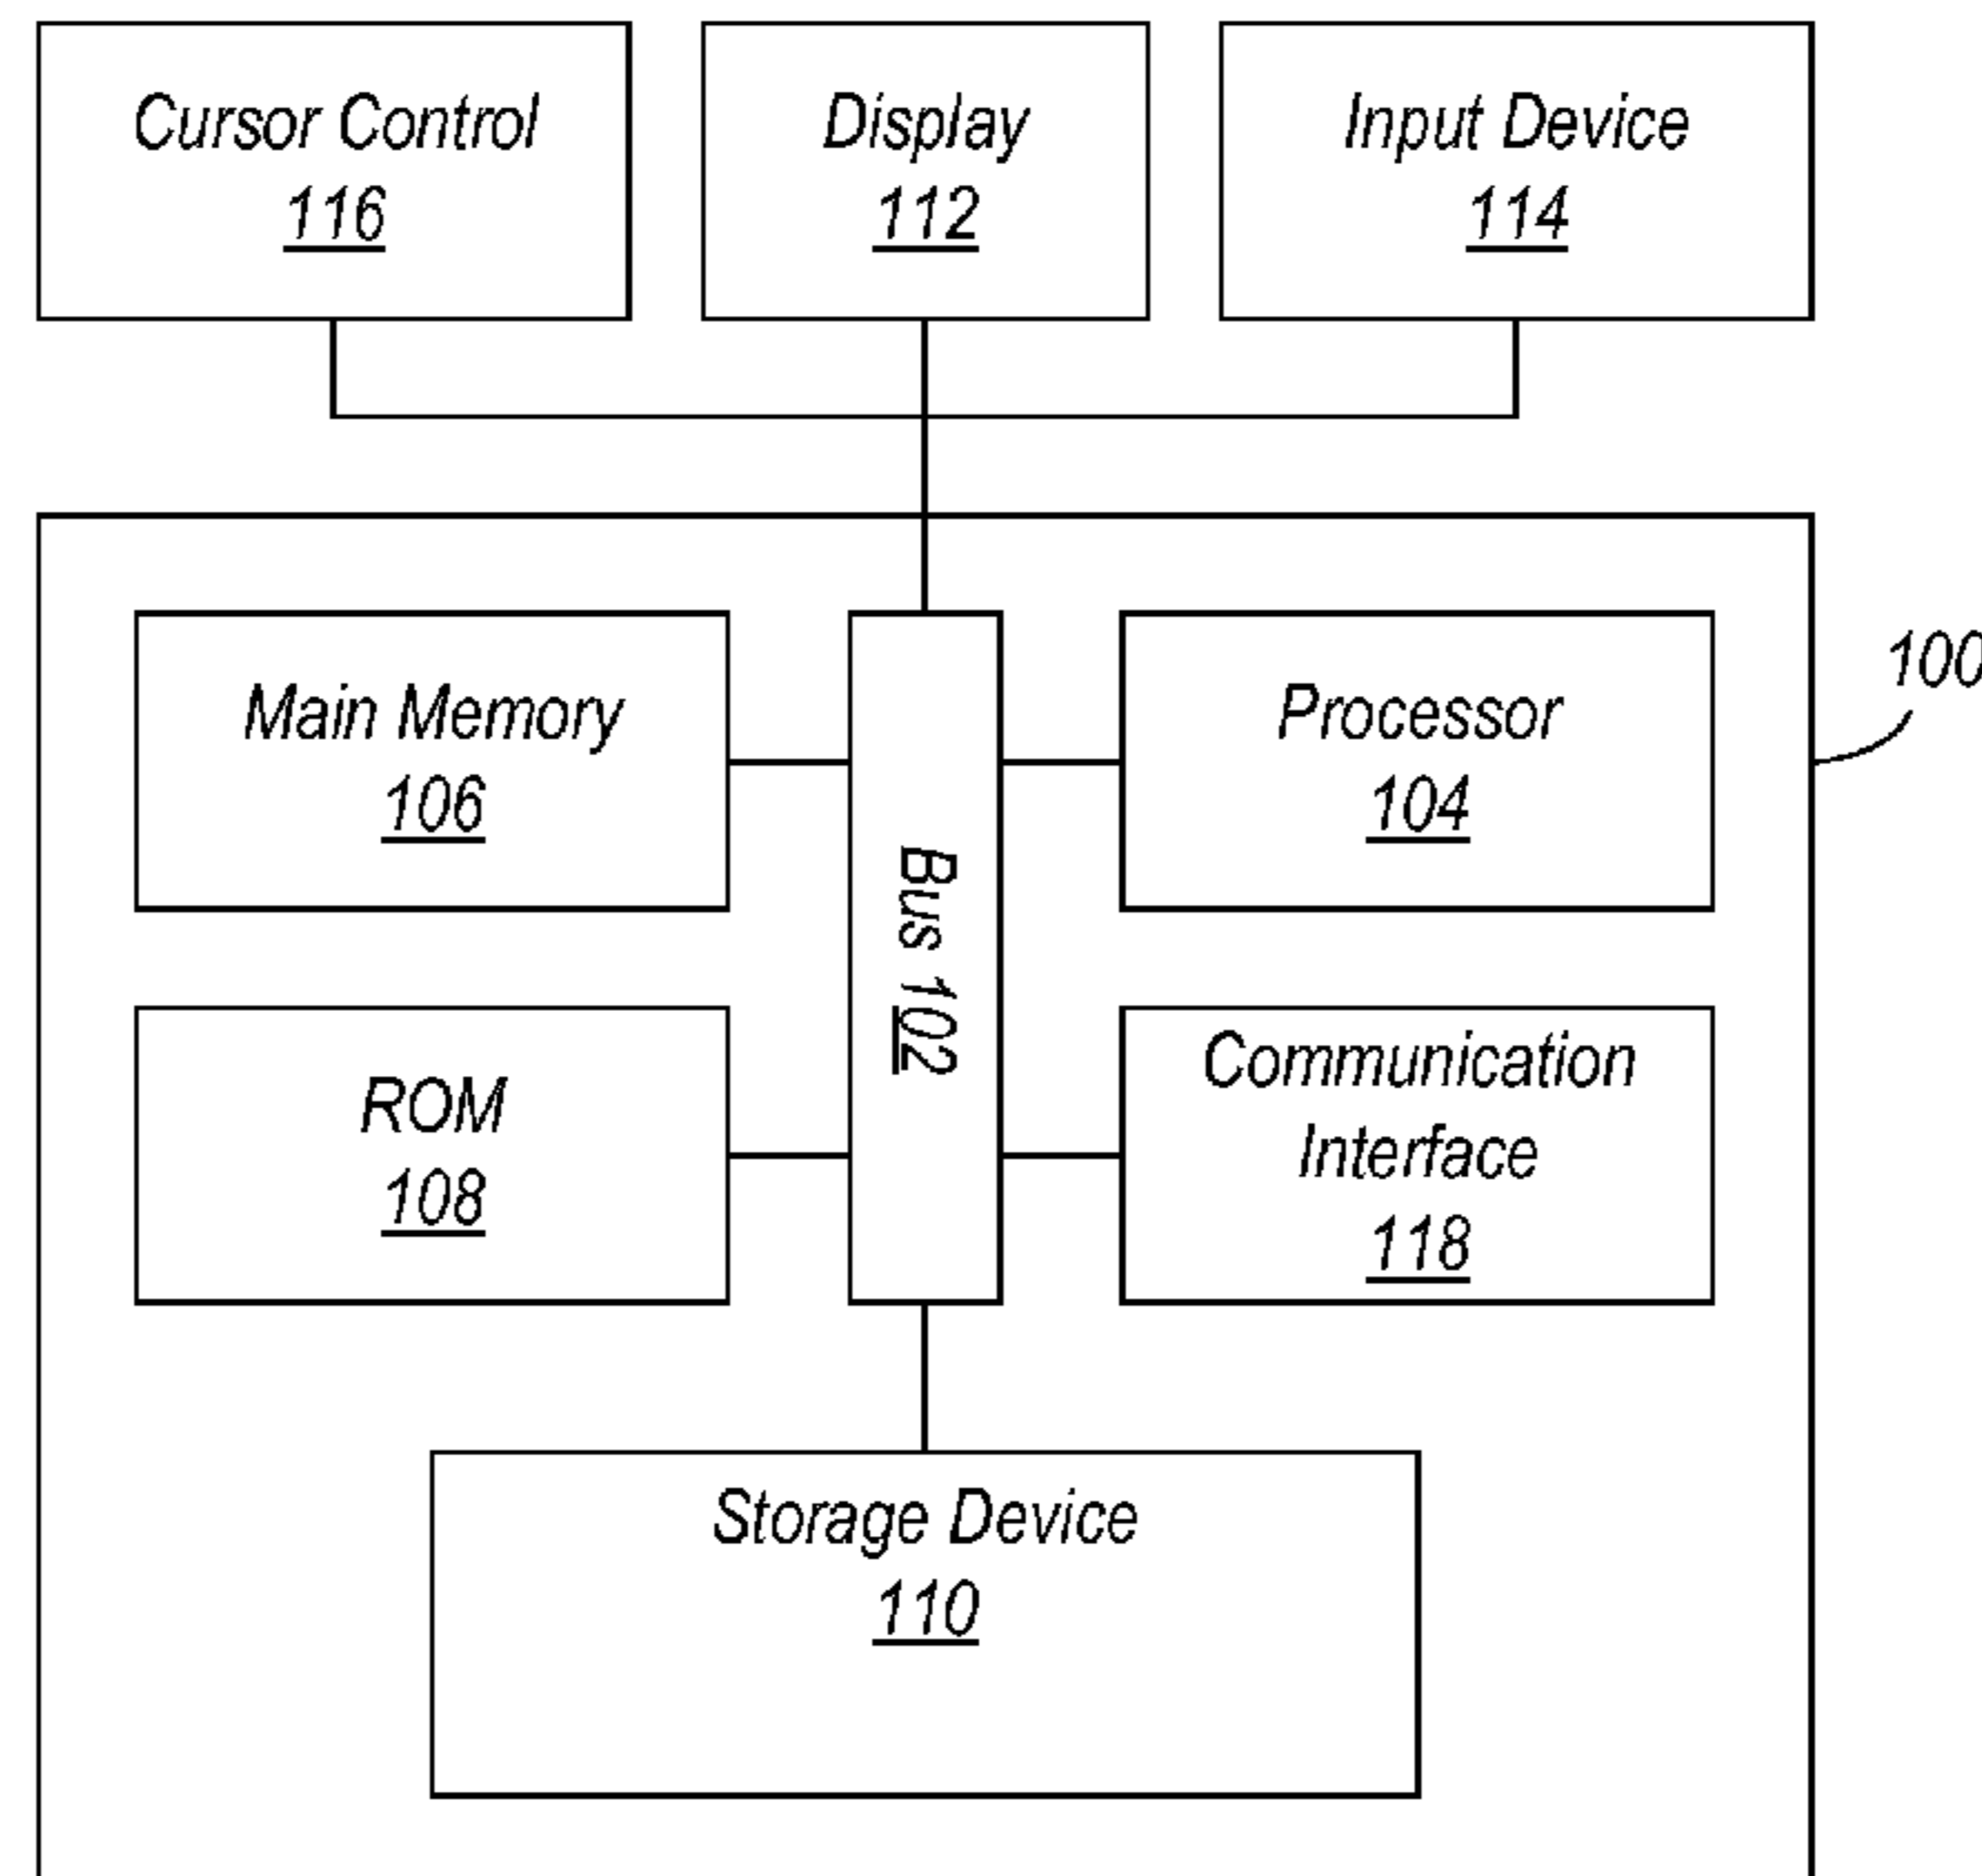 Cursor Control
116
Display
112
Input Device
114
100
Main Memory
106
Processor
104
Bus 102
ROM
108
Communication
Interface
118
Storage Device
110